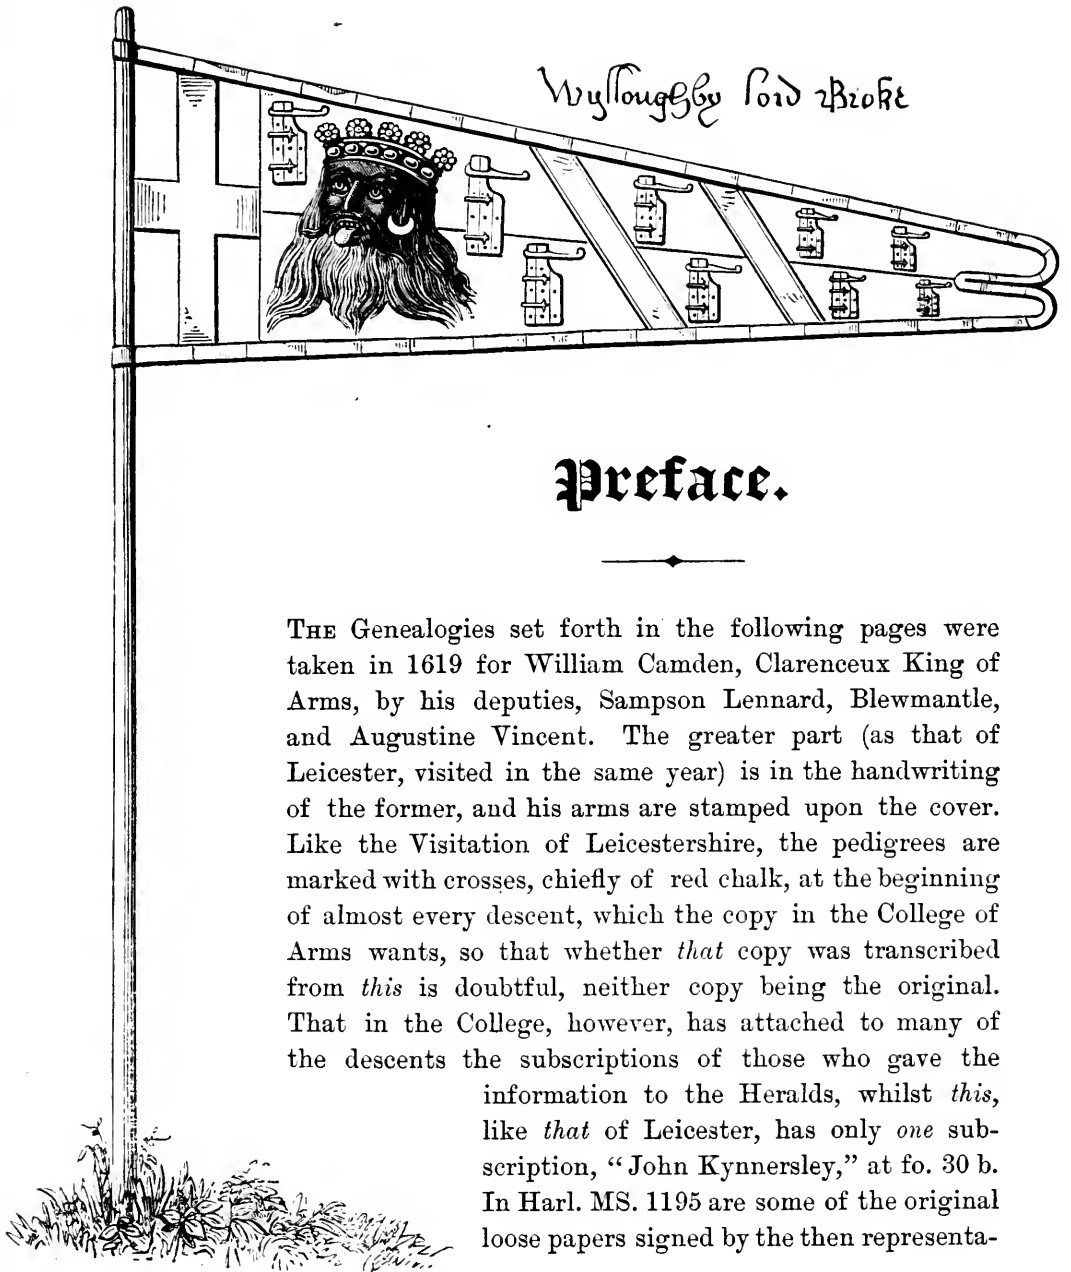 Wylloughby lord Broke
Preface.
THE Genealogies set forth in the following pages were
taken in 1619 for William Camden, Clarenceux King of
Arms, by his deputies, Sampson Lennard, Blewmantle,
and Augustine Vincent. The greater part (as that of
Leicester, visited in the same year) is in the handwriting
of the former, and his arms are stamped upon the cover.
Like the Visitation of Leicestershire, the pedigrees are
marked with crosses, chiefly of red chalk, at the beginning
of almost every descent, which the copy in the College of
Arms wants, so that whether that copy was transcribed
from this is doubtful, neither copy being the original.
That in the College, however, has attached to many of
the descents the subscriptions of those who gave the
information to the Heralds, whilst this,
like that of Leicester, has only one sub-
scription, “John Kynnersley,” at fo. 30 b.
In Harl. MS. 1195 are some of the original
loose papers signed by the then representa-